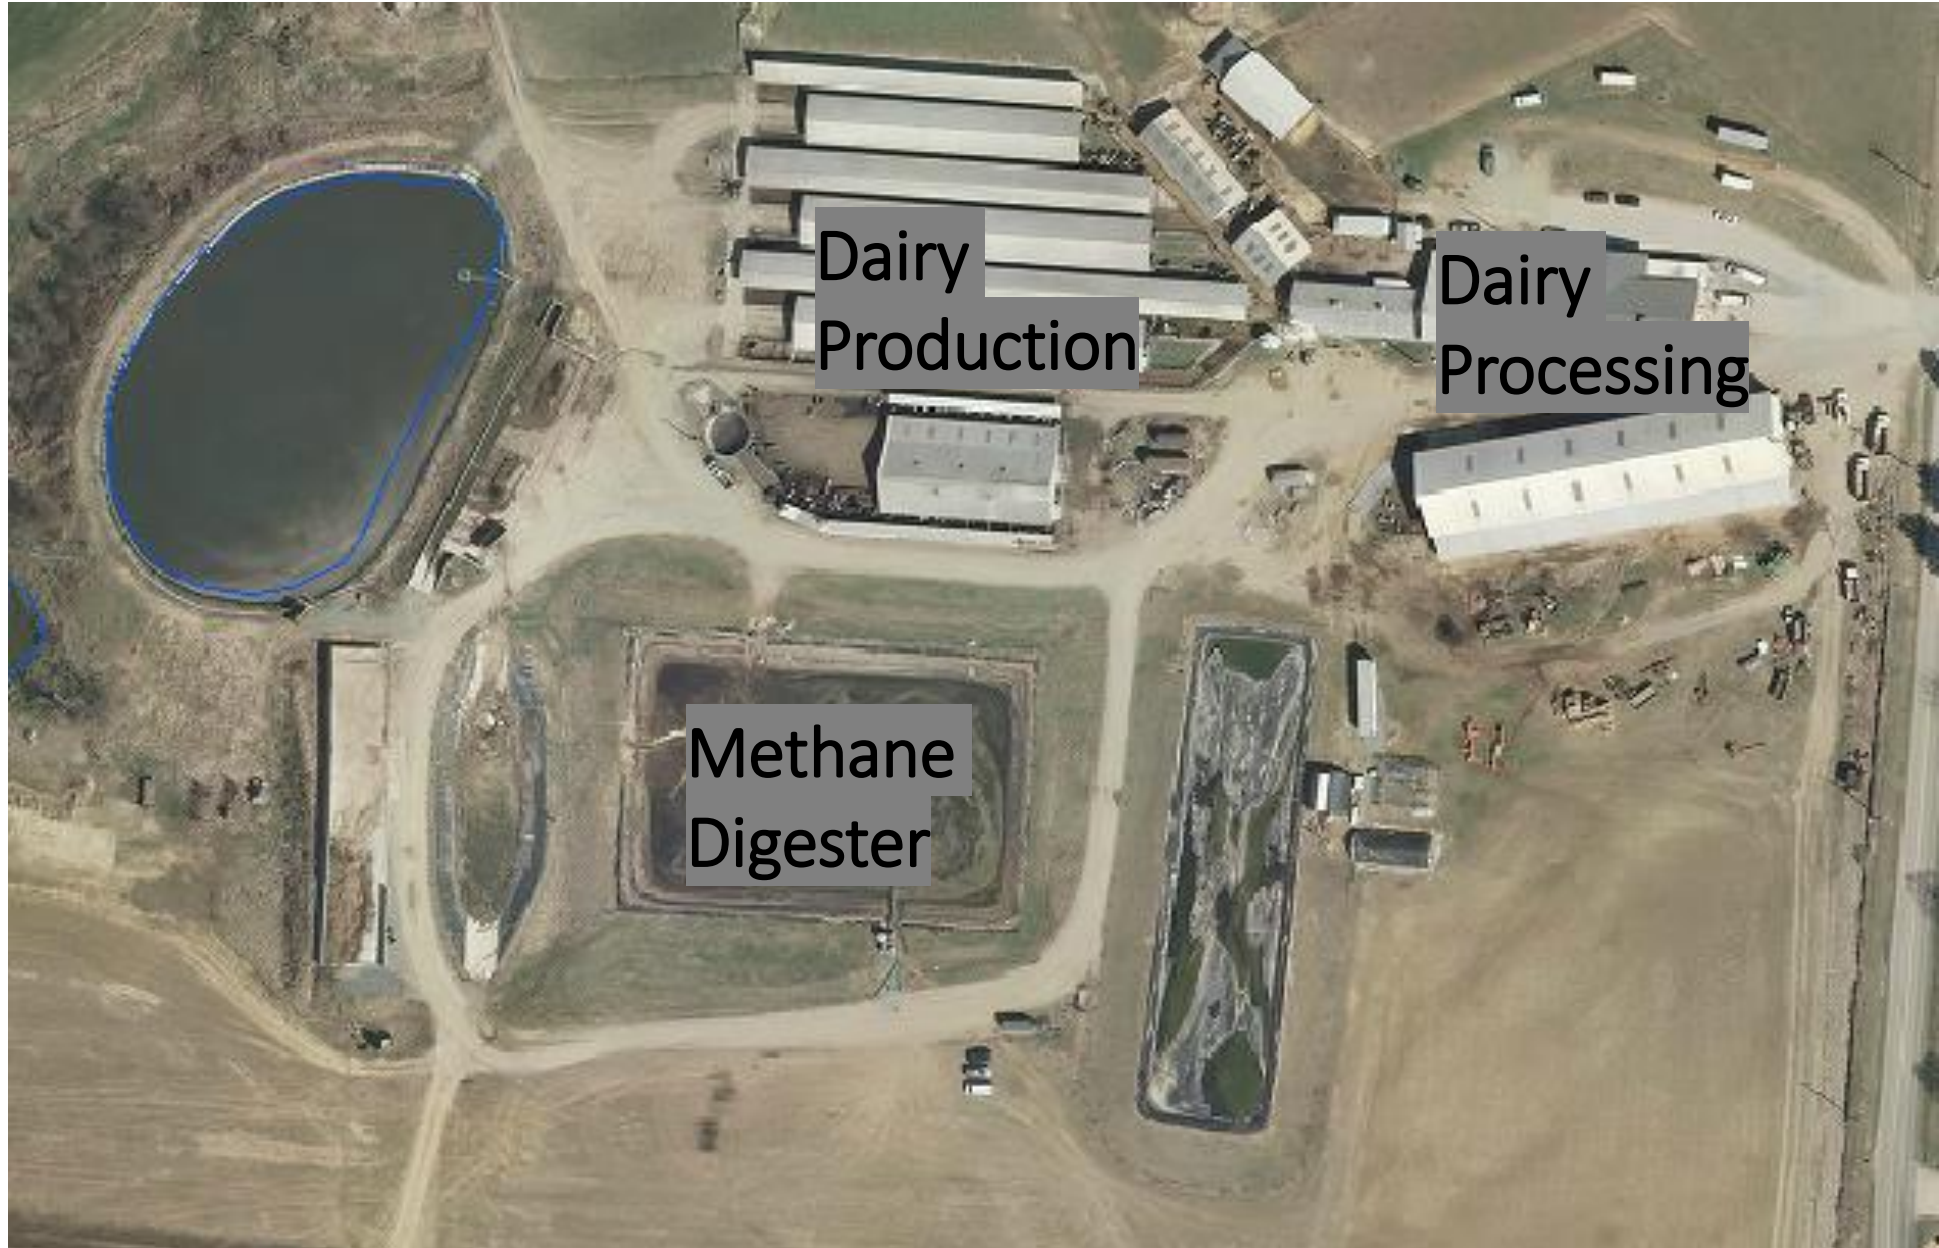 Dairy
Production
Dairy
Processing
Methane
Digester